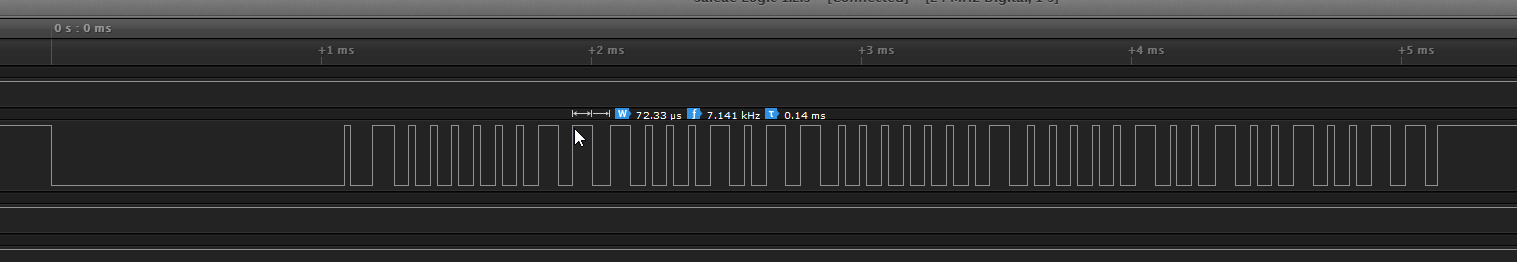 0 s : 0 ms
+1 ms +2 ms +3 ms +4 ms +5 ms
W 72.33 µs f 7.141 kHz τ 0.14 ms